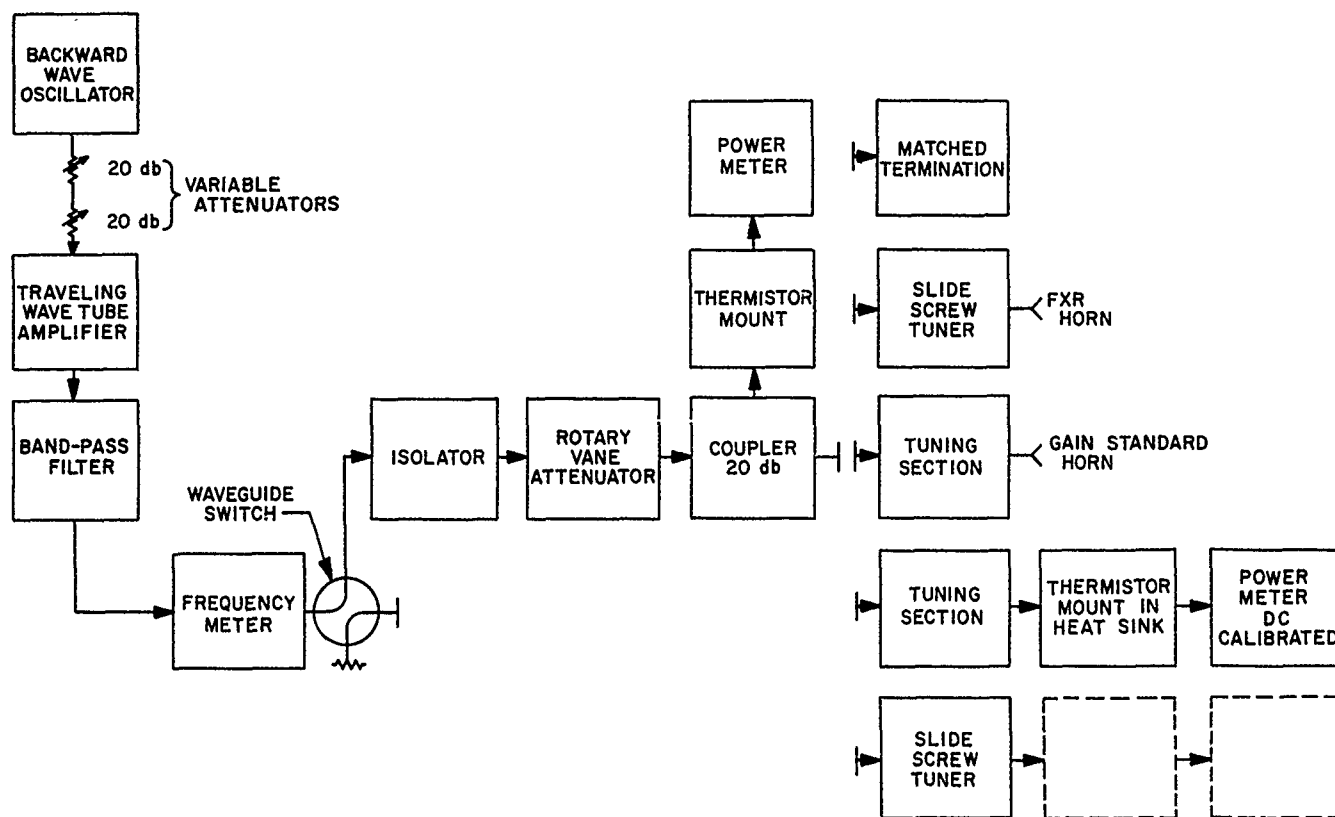 BACKWARD
WAVE
OSCILLATOR
20 db
20 db
VARIABLE
ATTENUATORS
TRAVELING
WAVE TUBE
AMPLIFIER
BAND-PASS
FILTER
FREQUENCY
METER
WAVEGUIDE
SWITCH
ISOLATOR
ROTARY
VANE
ATTENUATOR
COUPLER
20 db
THERMISTOR
MOUNT
POWER
METER
MATCHED
TERMINATION
SLIDE
SCREW
TUNER
FXR
HORN
TUNING
SECTION
GAIN STANDARD
HORN
TUNING
SECTION
THERMISTOR
MOUNT IN
HEAT SINK
POWER
METER
DC
CALIBRATED
SLIDE
SCREW
TUNER